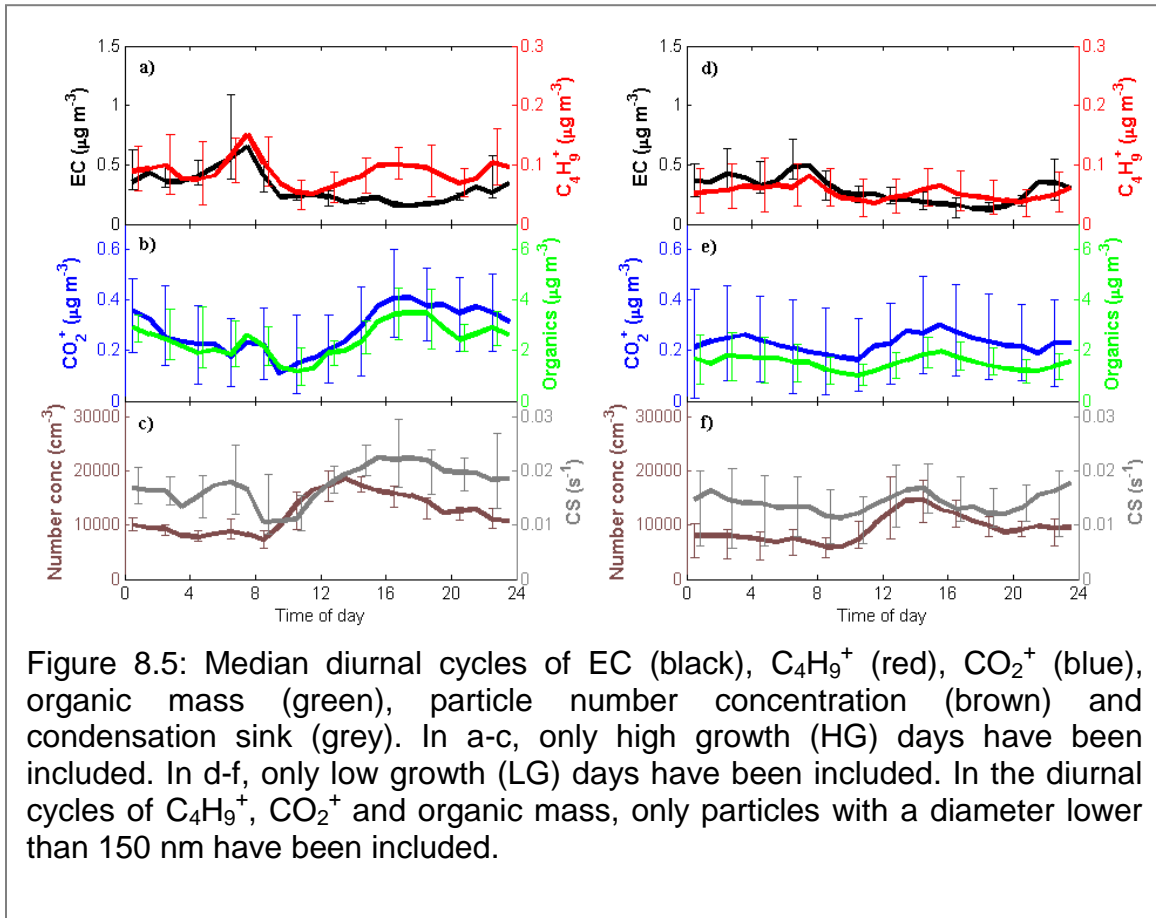 1.5 0.3 1.5 0.3
a) d)
EC (μg m⁻³) 1 0.2 C₄H₉⁺ (μg m⁻³) EC (μg m⁻³) 1 0.2 C₄H₉⁺ (μg m⁻³)
0.5 0.1 0.5 0.1
0 0 0 0
b) e)
0.6 6 0.6 6
CO₂⁺ (μg m⁻³) 0.4 4 Organics (μg m⁻³) CO₂⁺ (μg m⁻³) 0.4 4 Organics (μg m⁻³)
0.2 2 0.2 2
0 0 0 0
30000 0.03 30000 0.03
c) f)
Number conc (cm⁻³) 20000 0.02 CS (s⁻¹) Number conc (cm⁻³) 20000 0.02 CS (s⁻¹)
10000 0.01 10000 0.01
0 0 0 0
0 4 8 12 16 20 24 0 4 8 12 16 20 24
Time of day Time of day
Figure 8.5: Median diurnal cycles of EC (black), C₄H₉⁺ (red), CO₂⁺ (blue),
organic mass (green), particle number concentration (brown) and
condensation sink (grey). In a-c, only high growth (HG) days have been
included. In d-f, only low growth (LG) days have been included. In the diurnal
cycles of C₄H₉⁺, CO₂⁺ and organic mass, only particles with a diameter lower
than 150 nm have been included.